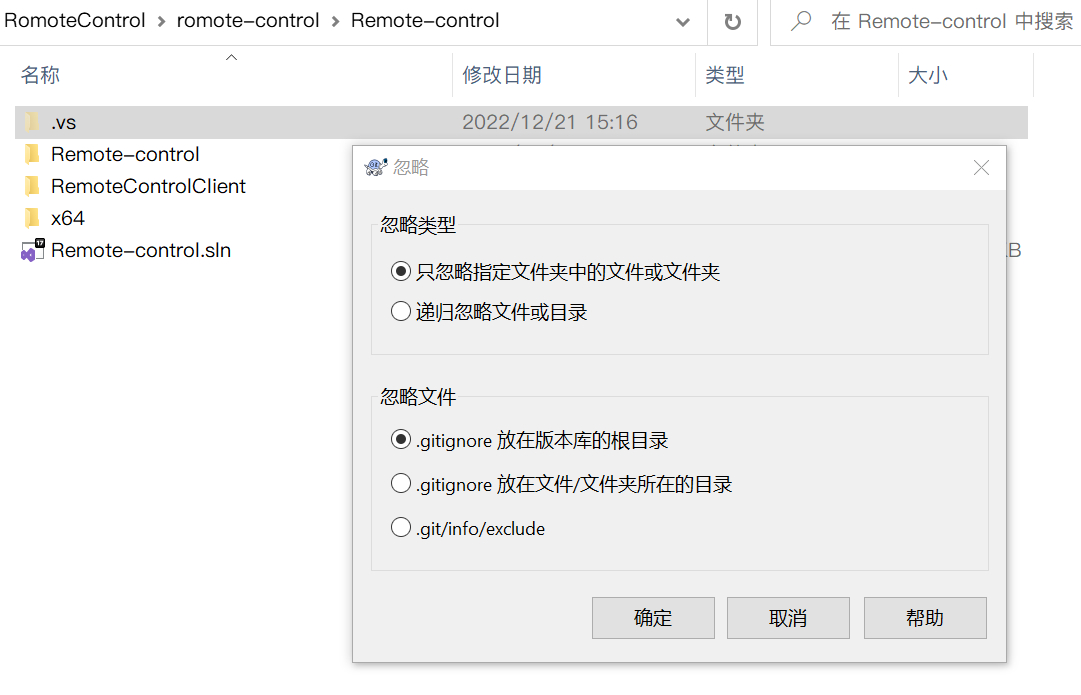 RomoteControl > romote-control > Remote-control
在 Remote-control 中搜索
名称 修改日期 类型 大小
.vs 2022/12/21 15:16 文件夹
Remote-control
RemoteControlClient
x64
Remote-control.sln
忽略
忽略类型
只忽略指定文件夹中的文件或文件夹
递归忽略文件或目录
忽略文件
.gitignore 放在版本库的根目录
.gitignore 放在文件/文件夹所在的目录
.git/info/exclude
确定 取消 帮助